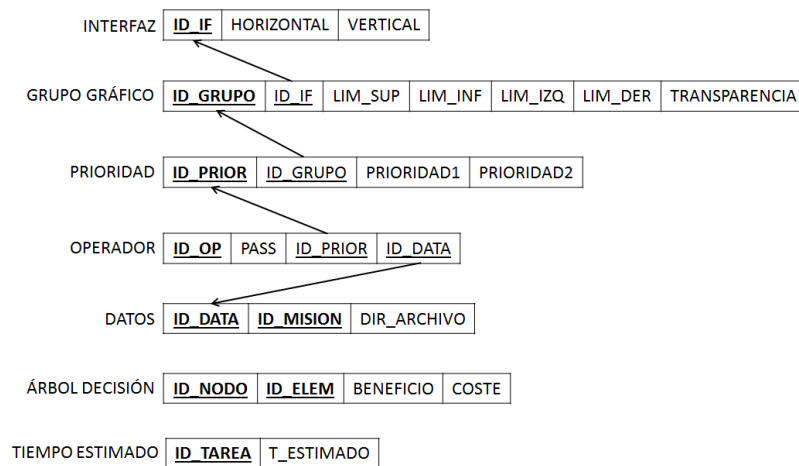 INTERFAZ ID_IF HORIZONTAL VERTICAL
GRUPO GRÁFICO ID_GRUPO ID_IF LIM_SUP LIM_INF LIM_IZQ LIM_DER TRANSPARENCIA
PRIORIDAD ID_PRIOR ID_GRUPO PRIORIDAD1 PRIORIDAD2
OPERADOR ID_OP PASS ID_PRIOR ID_DATA
DATOS ID_DATA ID_MISION DIR_ARCHIVO
ÁRBOL DECISIÓN ID_NODO ID_ELEM BENEFICIO COSTE
TIEMPO ESTIMADO ID_TAREA T_ESTIMADO